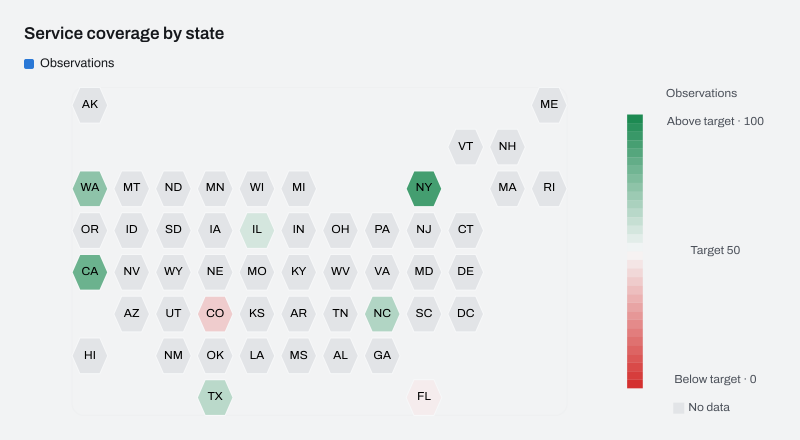 Service coverage by state
Observations
Observations
Above target · 100
Target 50
Below target · 0
No data
AK ME
VT NH
WA MT ND MN WI MI NY MA RI
OR ID SD IA IL IN OH PA NJ CT
CA NV WY NE MO KY WV VA MD DE
AZ UT CO KS AR TN NC SC DC
HI NM OK LA MS AL GA
TX FL